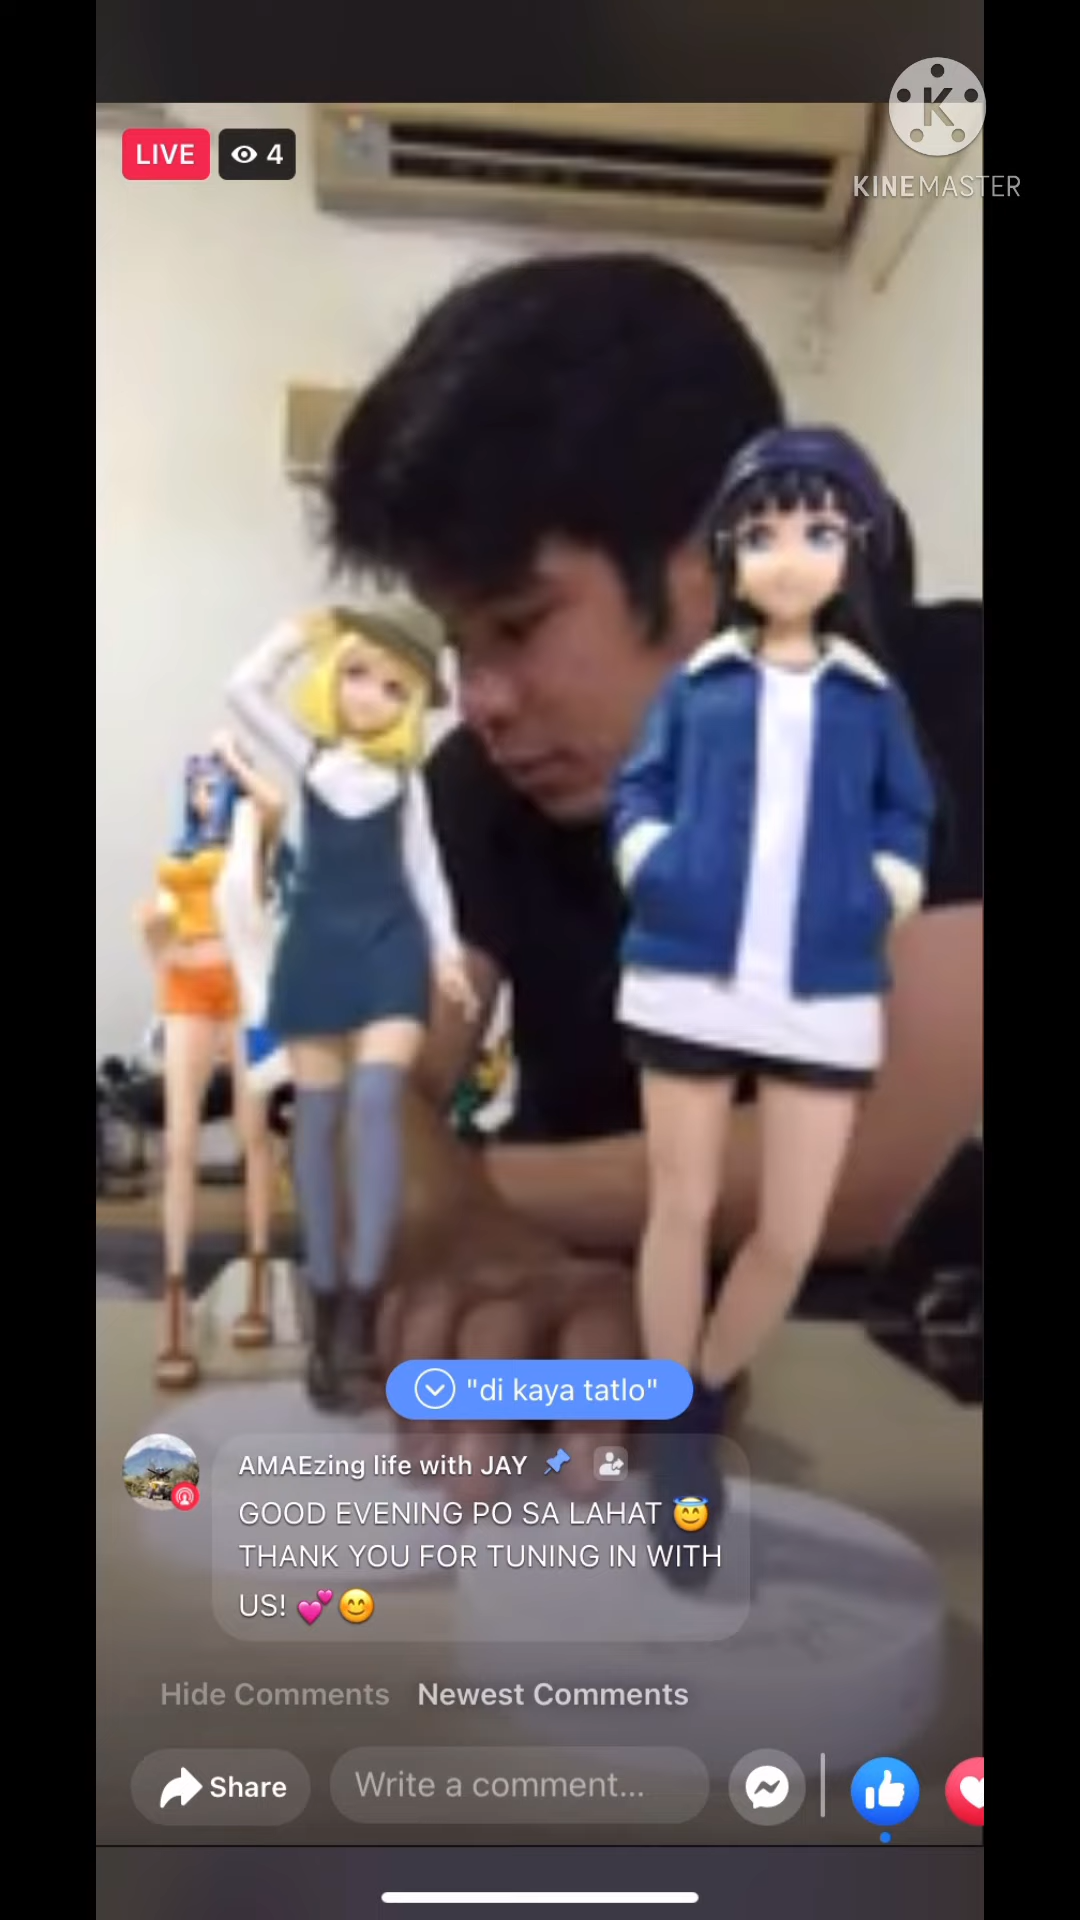 LIVE 4
K
KINEMASTER
"di kaya tatlo"
AMAEzing life with JAY
GOOD EVENING PO SA LAHAT 😇
THANK YOU FOR TUNING IN WITH
US! 💕😊
Hide Comments Newest Comments
Share Write a comment...